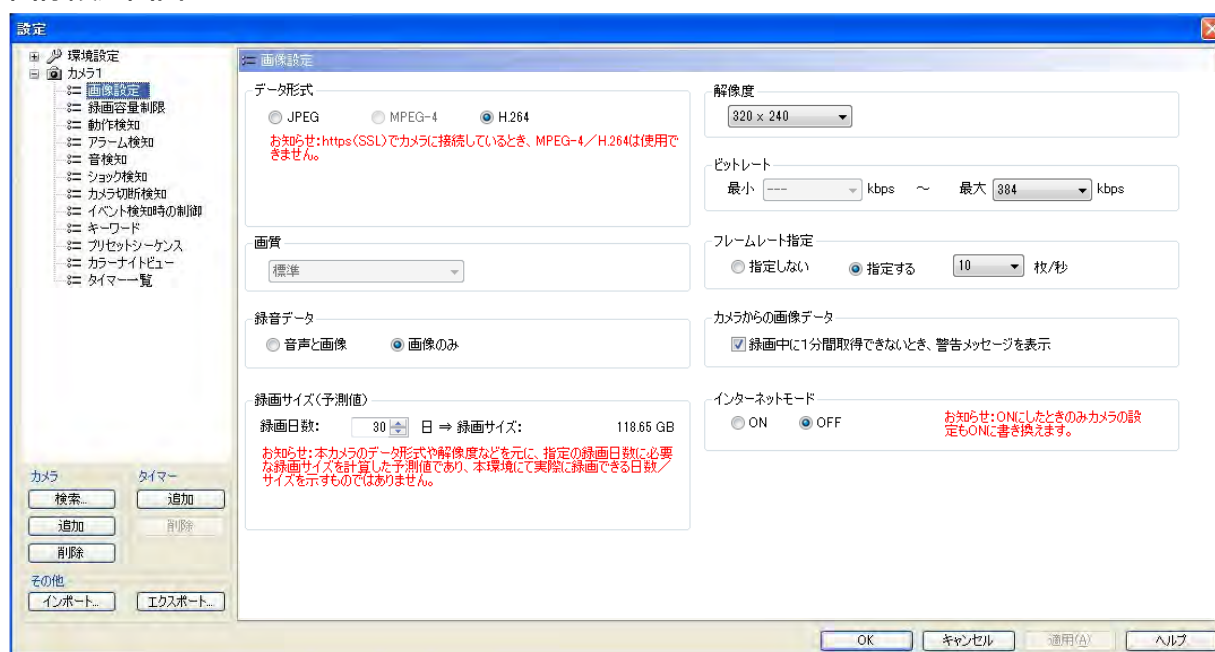 設定
環境設定
カメラ1
画像設定
録画容量制限
動作検知
アラーム検知
音検知
ショック検知
カメラ切断検知
イベント検知時の制御
キーワード
プリセットシーケンス
カラーナイトビュー
タイマー一覧
カメラ
タイマー
検索...
追加
追加
削除
削除
その他
インポート...
エクスポート...
画像設定
データ形式
JPEG
MPEG-4
H.264
お知らせ:https(SSL)でカメラに接続しているとき、MPEG-4/H.264は使用で
きません。
画質
標準
録音データ
音声と画像
画像のみ
録画サイズ(予測値)
録画日数: 30 日 ⇒ 録画サイズ: 118.65 GB
お知らせ:本カメラのデータ形式や解像度などを元に、指定の録画日数に必要
な録画サイズを計算した予測値であり、本環境にて実際に録画できる日数/
サイズを示すものではありません。
解像度
320 × 240
ビットレート
最小 --- kbps ～ 最大 384 kbps
フレームレート指定
指定しない
指定する
10 枚/秒
カメラからの画像データ
録画中に1分間取得できないとき、警告メッセージを表示
インターネットモード
ON
OFF
お知らせ:ONにしたときのみカメラの設
定もONに書き換えます。
OK
キャンセル
適用(A)
ヘルプ